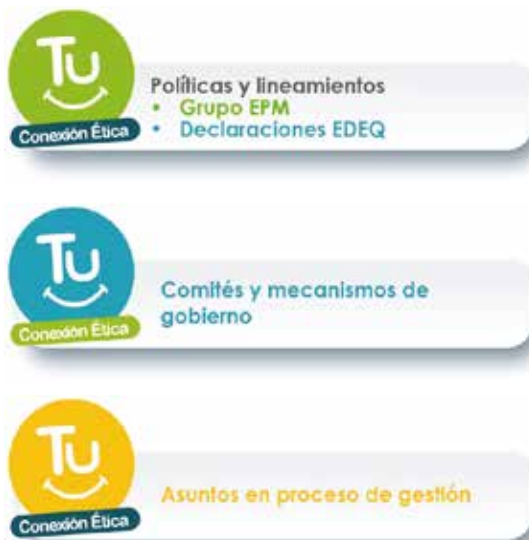 Tu
Conexión Ética
Políticas y lineamientos
• Grupo EPM
• Declaraciones EDEQ
Tu
Conexión Ética
Comités y mecanismos de
gobierno
Tu
Conexión Ética
Asuntos en proceso de gestión